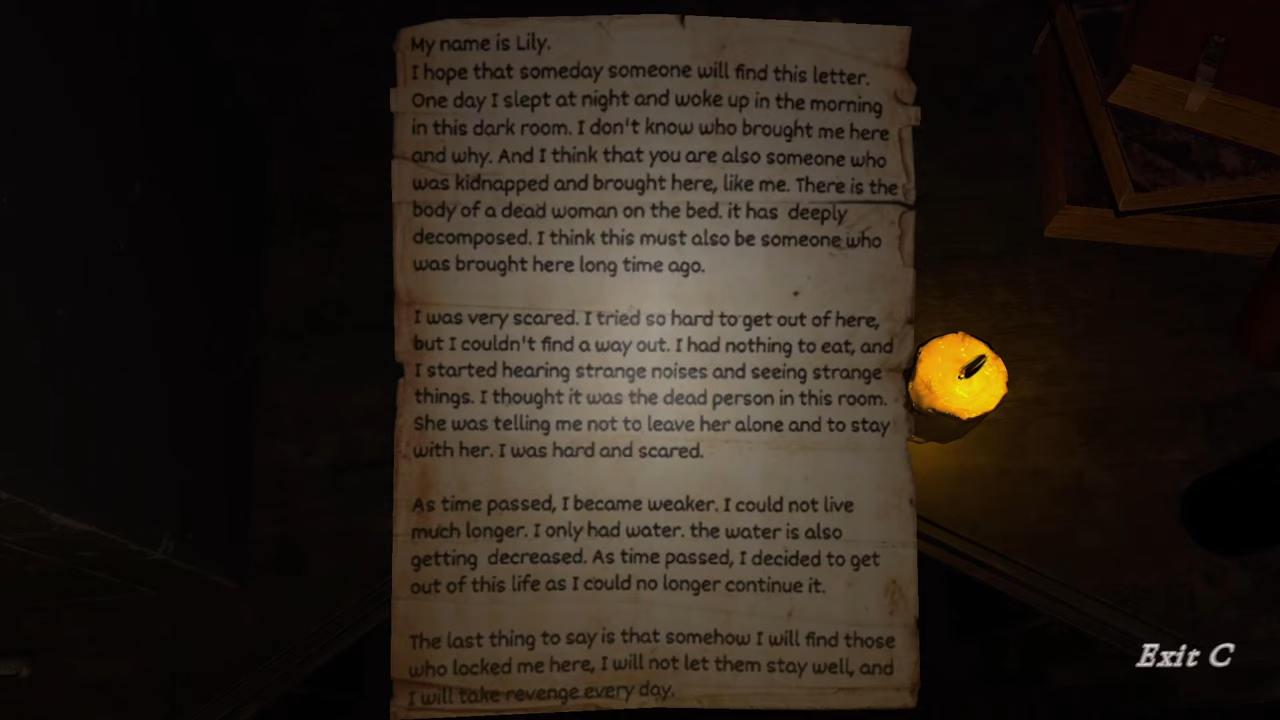 My name is Lily.
I hope that someday someone will find this letter.
One day I slept at night and woke up in the morning
in this dark room. I don't know who brought me here
and why. And I think that you are also someone who
was kidnapped and brought here, like me. There is the
body of a dead woman on the bed. it has deeply
decomposed. I think this must also be someone who
was brought here long time ago.
I was very scared. I tried so hard to get out of here,
but I couldn't find a way out. I had nothing to eat, and
I started hearing strange noises and seeing strange
things. I thought it was the dead person in this room.
She was telling me not to leave her alone and to stay
with her. I was hard and scared.
As time passed, I became weaker. I could not live
much longer. I only had water. the water is also
getting decreased. As time passed, I decided to get
out of this life as I could no longer continue it.
The last thing to say is that somehow I will find those
who locked me here, I will not let them stay well, and
I will take revenge every day.
Exit C